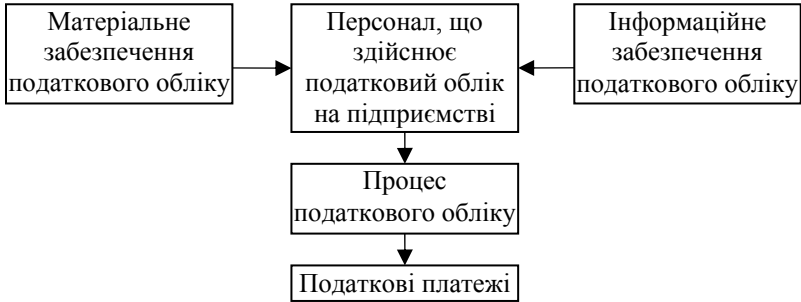 Матеріальне
забезпечення
податкового обліку
Персонал, що
здійснює
податковий облік
на підприємстві
Інформаційне
забезпечення
податкового обліку
Процес
податкового обліку
Податкові платежі